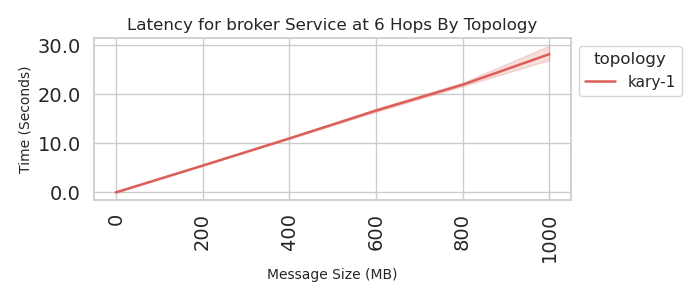 Latency for broker Service at 6 Hops By Topology
30.0
20.0
10.0
0.0
Time (Seconds)
0
200
400
600
800
1000
Message Size (MB)
topology
kary-1